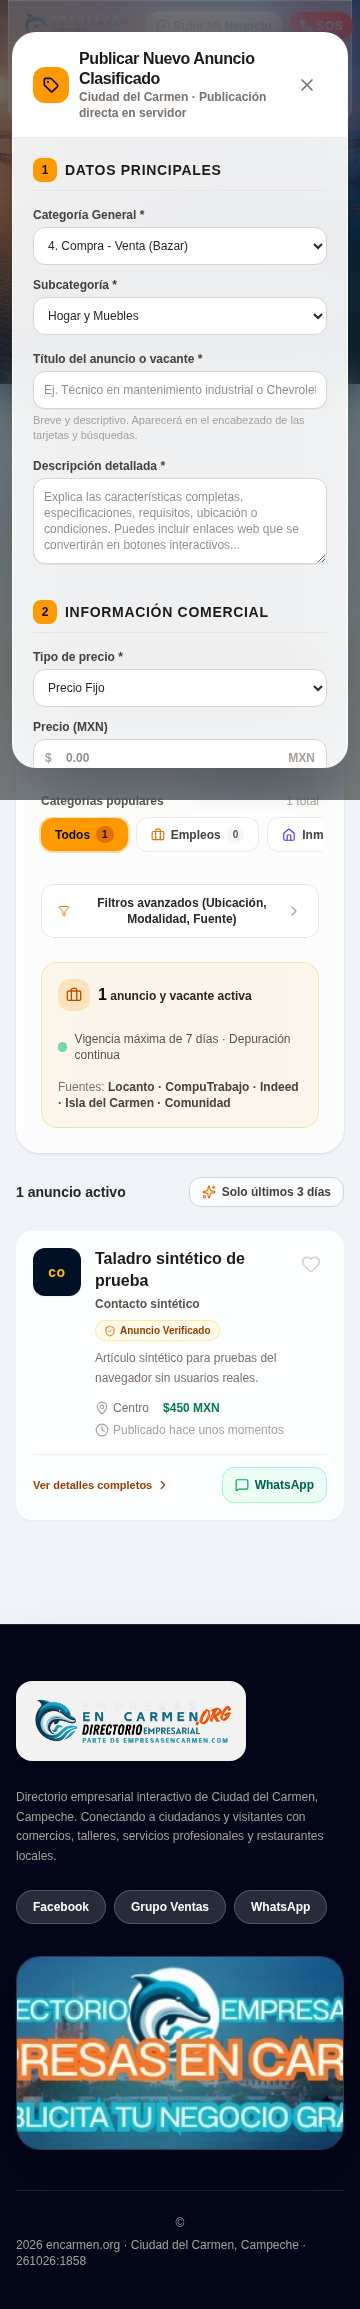 Subir Mi Negocio
SOS
Publicar Nuevo Anuncio
Clasificado
Ciudad del Carmen · Publicación
directa en servidor
1 DATOS PRINCIPALES
Categoría General *
4. Compra - Venta (Bazar)
Subcategoría *
Hogar y Muebles
Título del anuncio o vacante *
Ej. Técnico en mantenimiento industrial o Chevrolet
Breve y descriptivo. Aparecerá en el encabezado de las
tarjetas y búsquedas.
Descripción detallada *
Explica las características completas,
especificaciones, requisitos, ubicación o
condiciones. Puedes incluir enlaces web que se
convertirán en botones interactivos...
2 INFORMACIÓN COMERCIAL
Tipo de precio *
Precio Fijo
Precio (MXN)
$ 0.00 MXN
Categorías populares 1 total
Todos 1 Empleos 0 Inm
Filtros avanzados (Ubicación,
Modalidad, Fuente)
1 anuncio y vacante activa
Vigencia máxima de 7 días · Depuración
continua
Fuentes: Locanto · CompuTrabajo · Indeed
· Isla del Carmen · Comunidad
1 anuncio activo Solo últimos 3 días
co
Taladro sintético de
prueba
Contacto sintético
Anuncio Verificado
Artículo sintético para pruebas del
navegador sin usuarios reales.
Centro $450 MXN
Publicado hace unos momentos
Ver detalles completos WhatsApp
EN CARMEN .ORG
DIRECTORIO EMPRESARIAL
PARTE DE EMPRESASENCARMEN.COM
Directorio empresarial interactivo de Ciudad del Carmen,
Campeche. Conectando a ciudadanos y visitantes con
comercios, talleres, servicios profesionales y restaurantes
locales.
Facebook Grupo Ventas WhatsApp
ECTORIO EMPRESA
PRESAS EN CAR
BLICITA TU NEGOCIO GRA
©
2026 encarmen.org · Ciudad del Carmen, Campeche ·
261026:1858